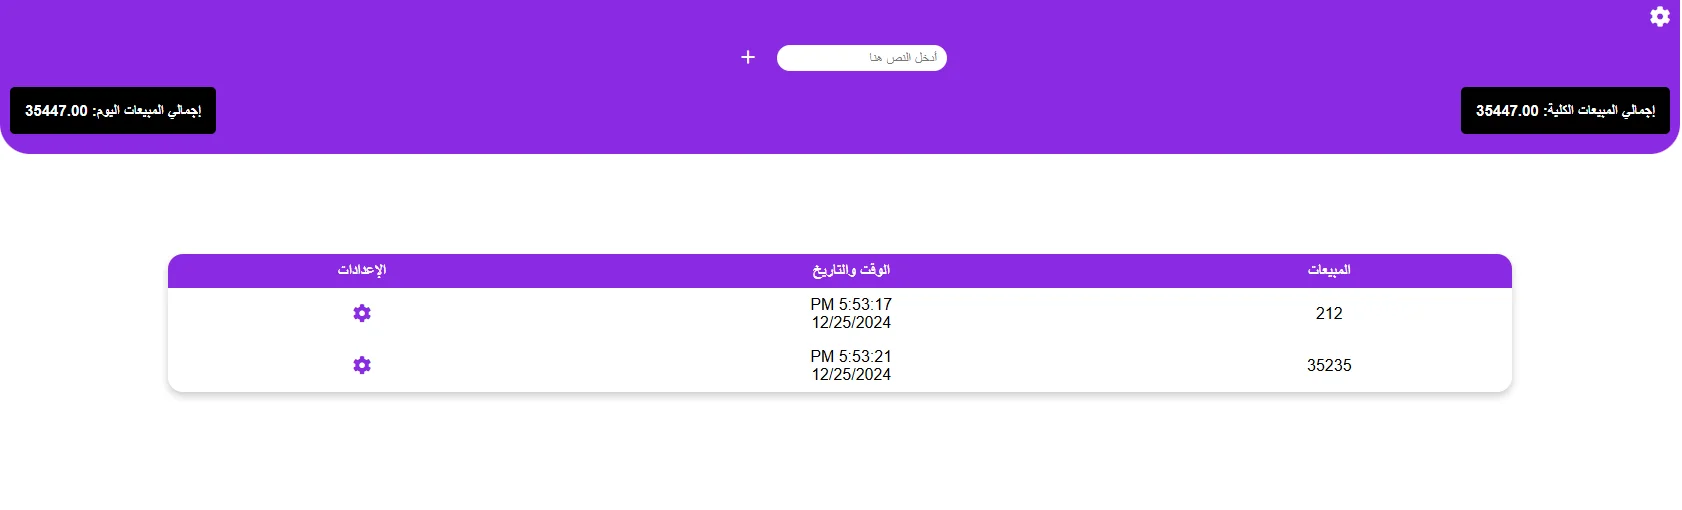 أدخل النص هنا
إجمالي المبيعات الكلية: 35447.00
إجمالي المبيعات اليوم: 35447.00
المبيعات الوقت والتاريخ الإعدادات
212 PM 5:53:17
12/25/2024
35235 PM 5:53:21
12/25/2024